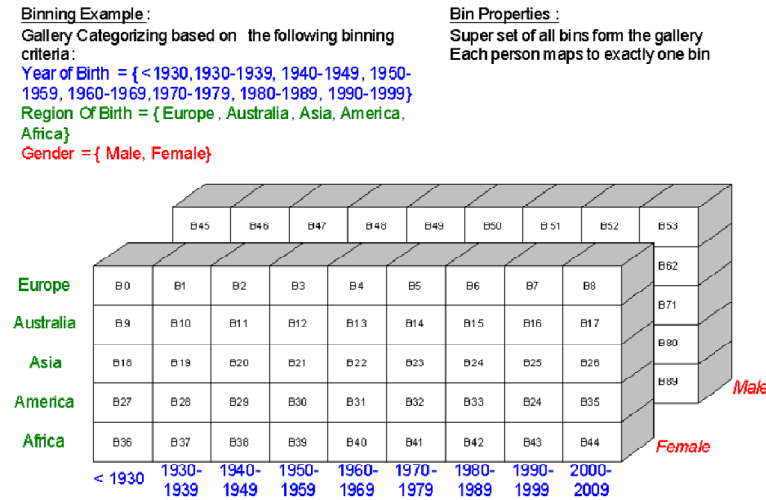 Binning Example :
Gallery Categorizing based on the following binning
criteria:
Year of Birth = { <1930,1930-1939, 1940-1949, 1950-
1959, 1960-1969,1970-1979, 1980-1989, 1990-1999}
Region Of Birth = { Europe , Australia, Asia, America,
Africa}
Gender = { Male, Female}
Bin Properties :
Super set of all bins form the gallery
Each person maps to exactly one bin
B45 B46 B47 B48 B49 B50 B51 B52 B53
B62
B71
B80
B89
Male
Europe B0 B1 B2 B3 B4 B5 B6 B7 B8
Australia B9 B10 B11 B12 B13 B14 B15 B16 B17
Asia B18 B19 B20 B21 B22 B23 B24 B25 B26
America B27 B28 B29 B30 B31 B32 B33 B24 B35
Africa B36 B37 B38 B39 B40 B41 B42 B43 B44
Female
< 1930 1930- 1940- 1950- 1960- 1970- 1980- 1990- 2000-
1939 1949 1959 1969 1979 1989 1999 2009